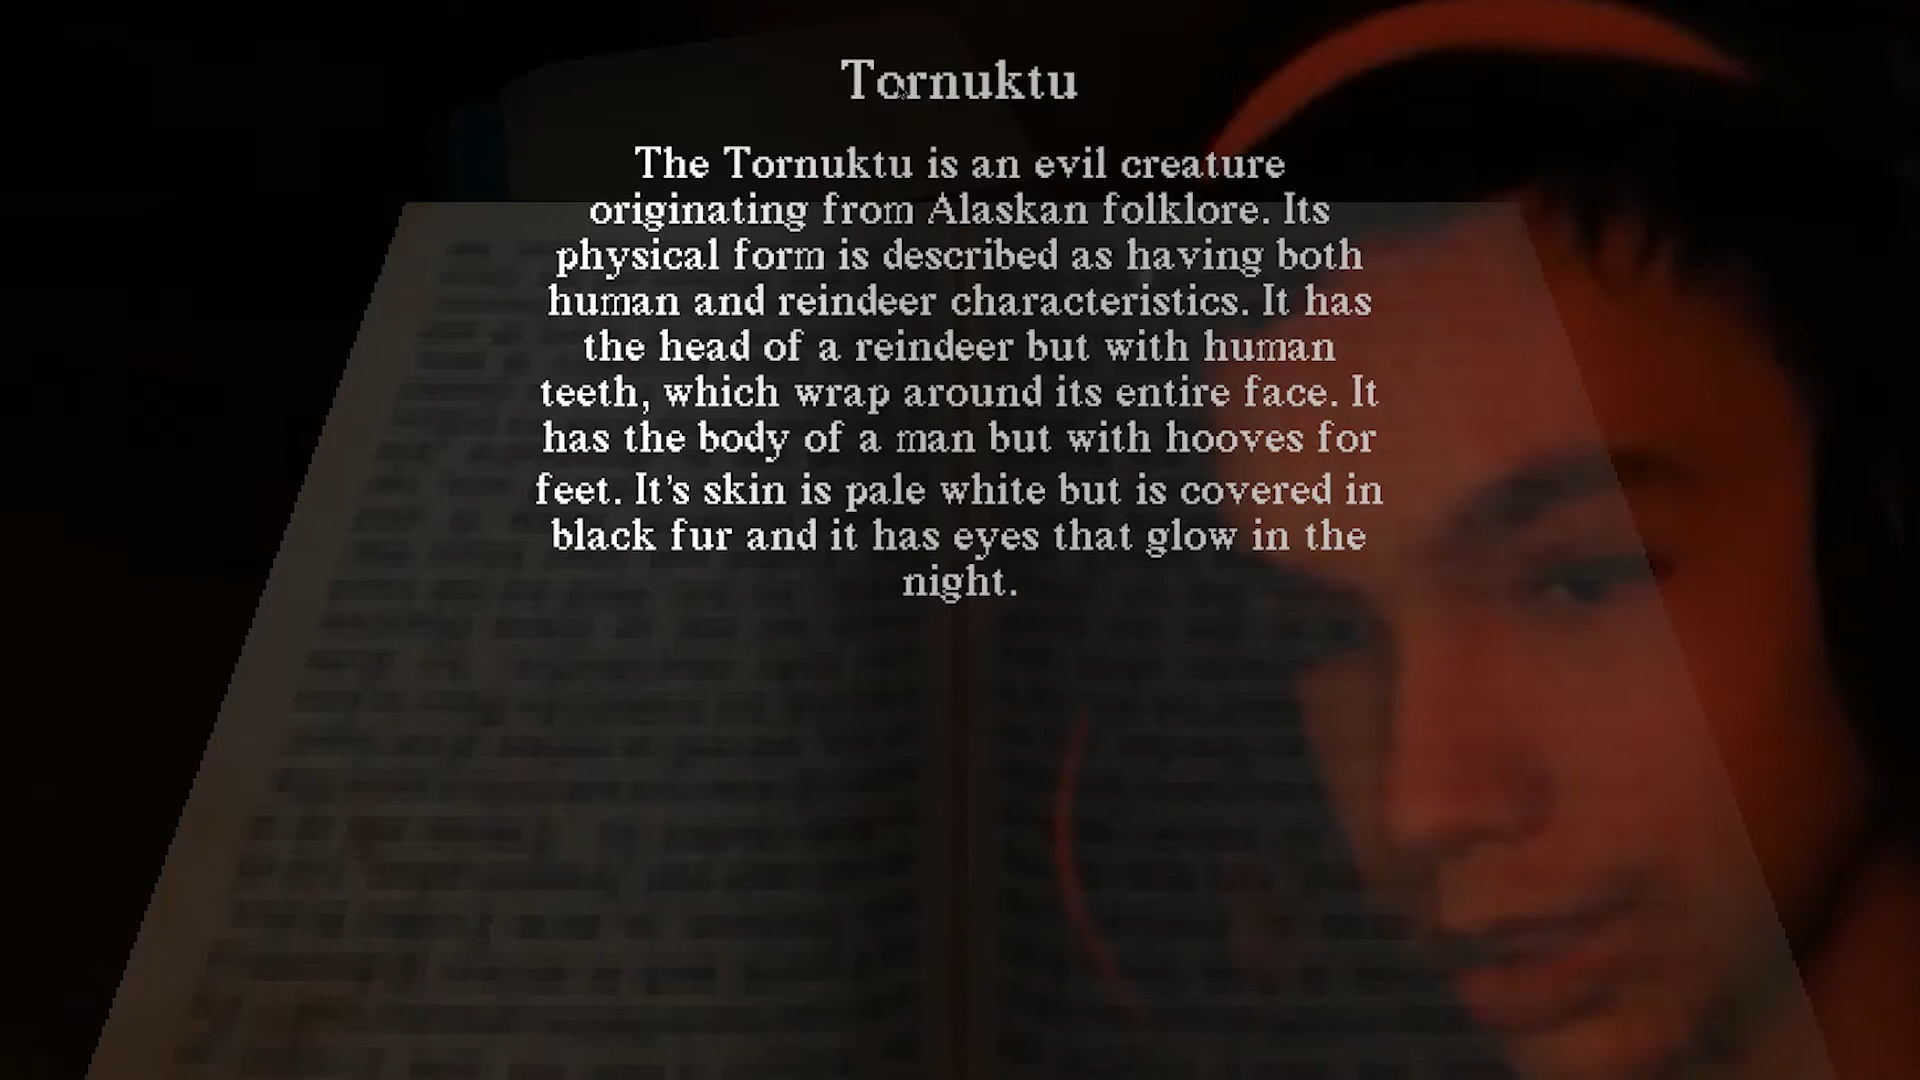 Tornuktu
The Tornuktu is an evil creature
originating from Alaskan folklore. Its
physical form is described as having both
human and reindeer characteristics. It has
the head of a reindeer but with human
teeth, which wrap around its entire face. It
has the body of a man but with hooves for
feet. It's skin is pale white but is covered in
black fur and it has eyes that glow in the
night.